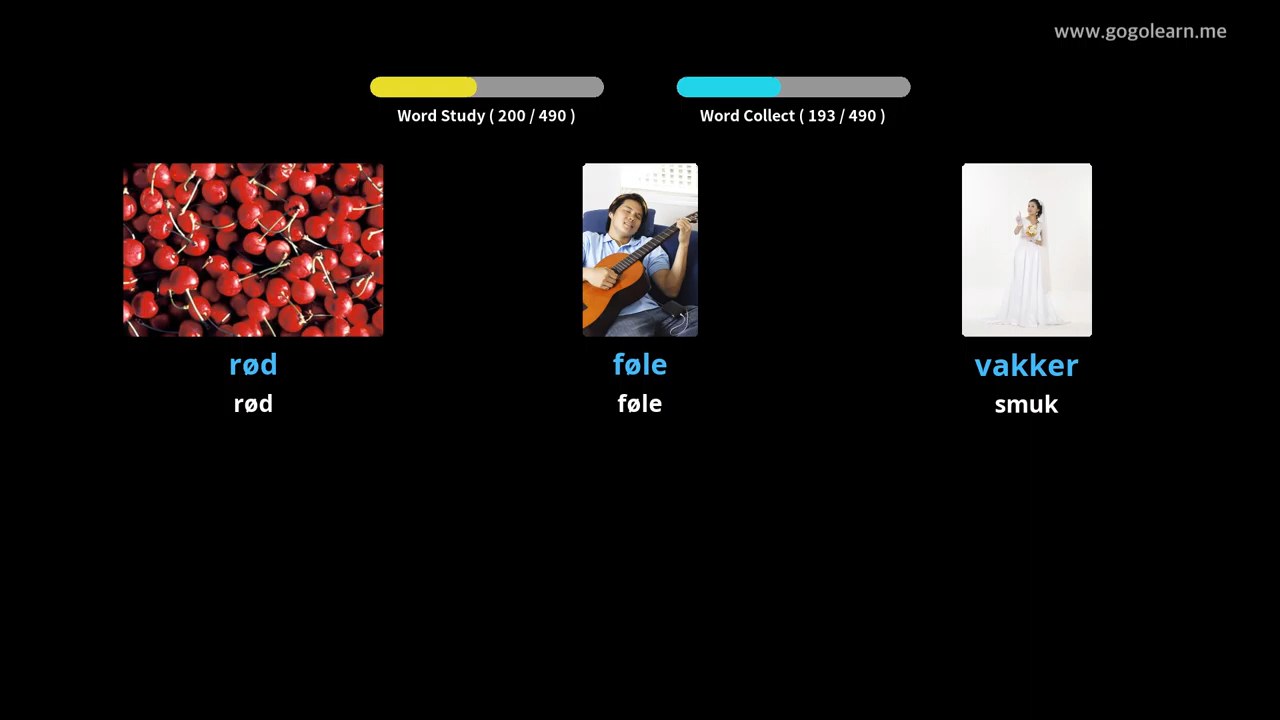 www.gogolearn.me
Word Study ( 200 / 490 )
Word Collect ( 193 / 490 )
rød
føle
vakker
rød
føle
smuk